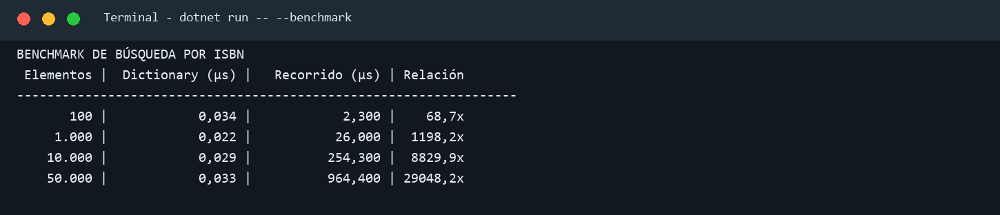 Terminal - dotnet run -- --benchmark
BENCHMARK DE BÚSQUEDA POR ISBN
 Elementos |  Dictionary (µs) |   Recorrido (µs) | Relación
------------------------------------------------------------------
       100 |            0,034 |            2,300 |    68,7x
     1.000 |            0,022 |           26,000 |  1198,2x
    10.000 |            0,029 |          254,300 |  8829,9x
    50.000 |            0,033 |          964,400 | 29048,2x